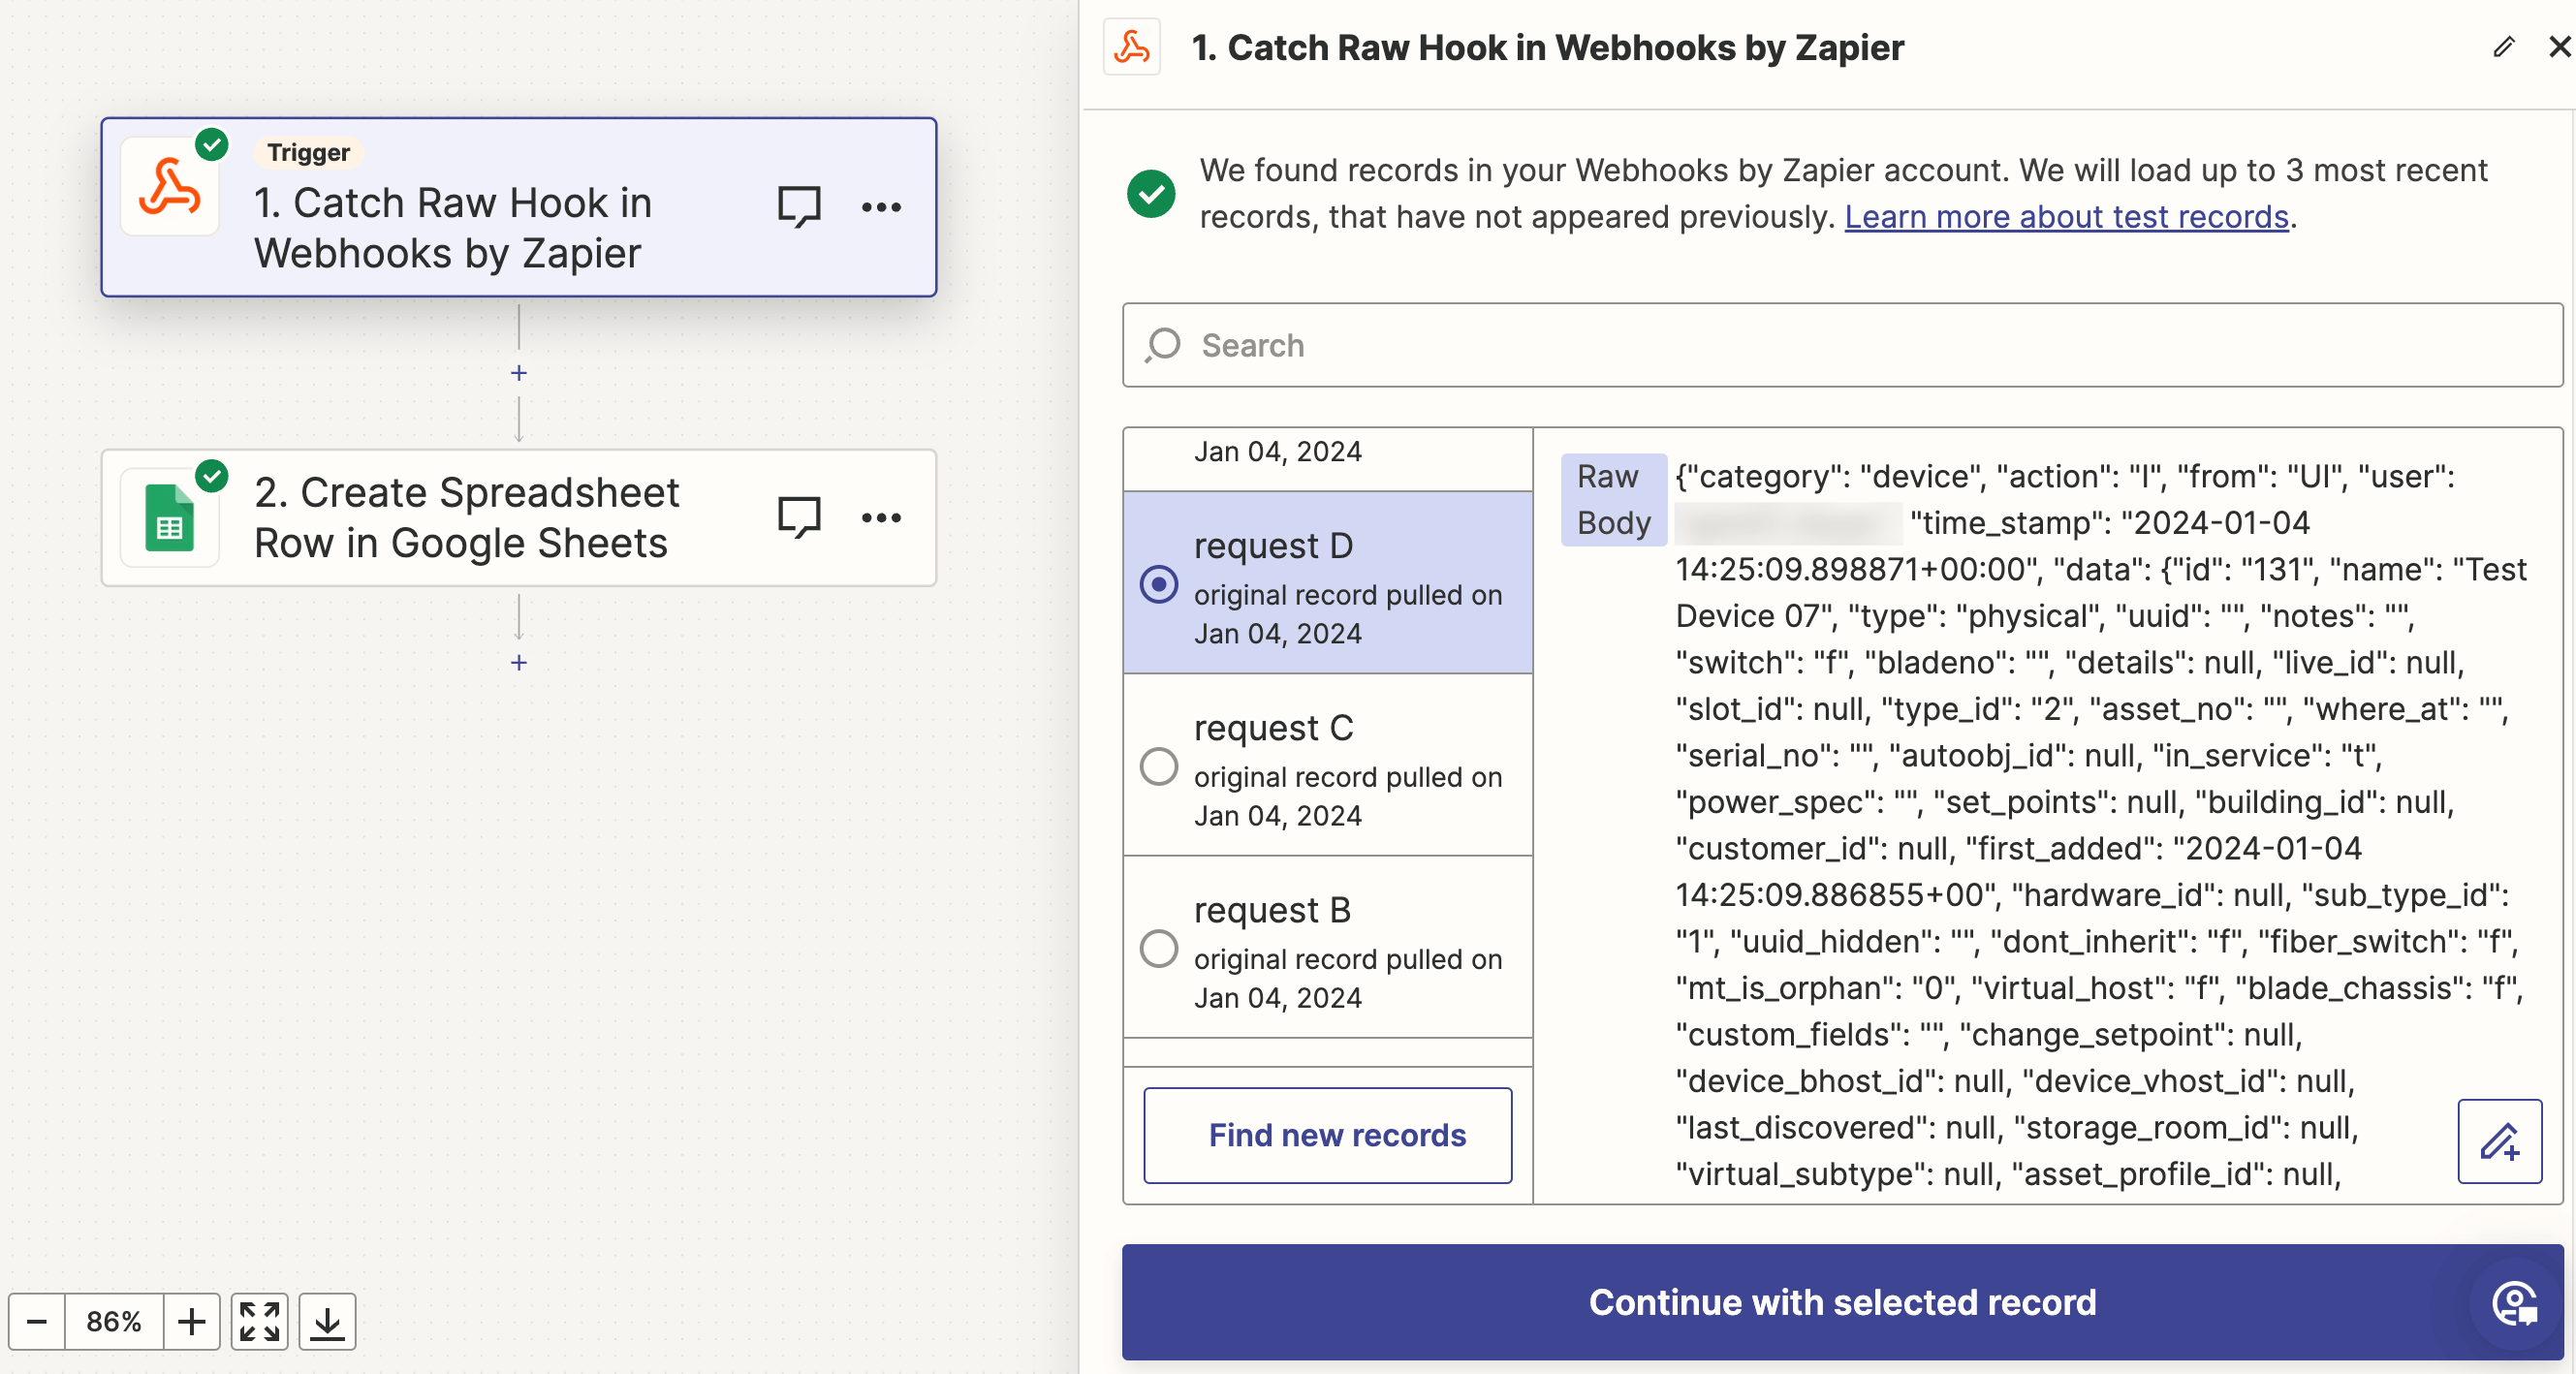 Trigger
1. Catch Raw Hook in
Webhooks by Zapier
2. Create Spreadsheet
Row in Google Sheets
86%
1. Catch Raw Hook in Webhooks by Zapier
We found records in your Webhooks by Zapier account. We will load up to 3 most recent
records, that have not appeared previously. Learn more about test records.
Search
Jan 04, 2024
request D
original record pulled on
Jan 04, 2024
request C
original record pulled on
Jan 04, 2024
request B
original record pulled on
Jan 04, 2024
Find new records
Raw
Body
{"category": "device", "action": "I", "from": "UI", "user":
"time_stamp": "2024-01-04
14:25:09.898871+00:00", "data": {"id": "131", "name": "Test
Device 07", "type": "physical", "uuid": "", "notes": "",
"switch": "f", "bladeno": "", "details": null, "live_id": null,
"slot_id": null, "type_id": "2", "asset_no": "", "where_at": "",
"serial_no": "", "autoobj_id": null, "in_service": "t",
"power_spec": "", "set_points": null, "building_id": null,
"customer_id": null, "first_added": "2024-01-04
14:25:09.886855+00", "hardware_id": null, "sub_type_id":
"1", "uuid_hidden": "", "dont_inherit": "f", "fiber_switch": "f",
"mt_is_orphan": "0", "virtual_host": "f", "blade_chassis": "f",
"custom_fields": "", "change_setpoint": null,
"device_bhost_id": null, "device_vhost_id": null,
"last_discovered": null, "storage_room_id": null,
"virtual_subtype": null, "asset_profile_id": null,
Continue with selected record